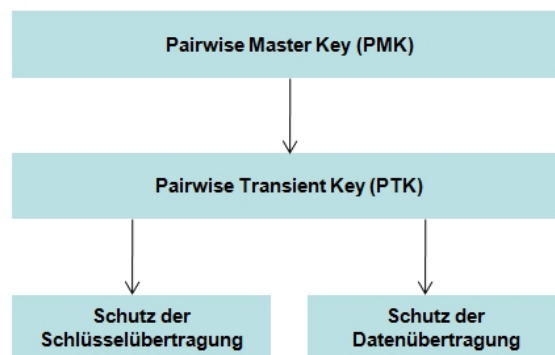 Pairwise Master Key (PMK)
Pairwise Transient Key (PTK)
Schutz der
Schlüsselübertragung
Schutz der
Datenübertragung